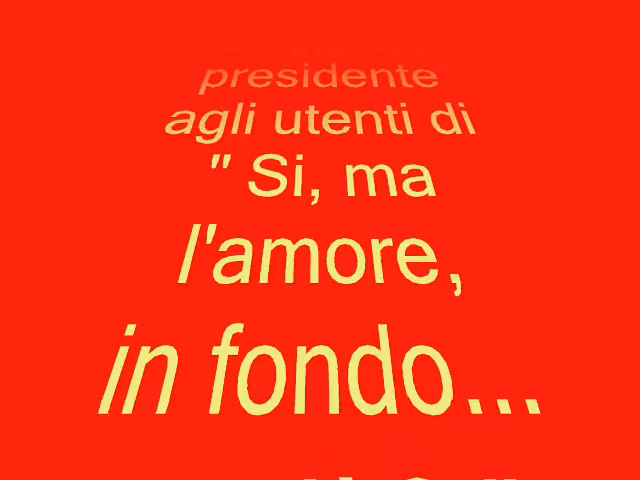 presidente
agli utenti di
" Si, ma
l'amore,
in fondo...